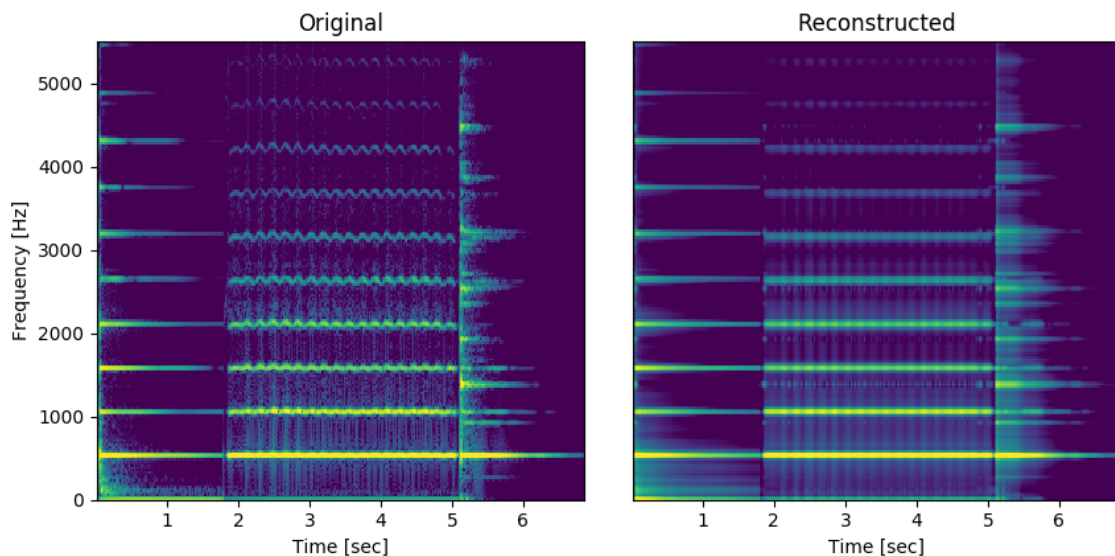 Original
Reconstructed
5000
4000
3000
2000
1000
0
Frequency [Hz]
1 2 3 4 5 6
1 2 3 4 5 6
Time [sec]
Time [sec]